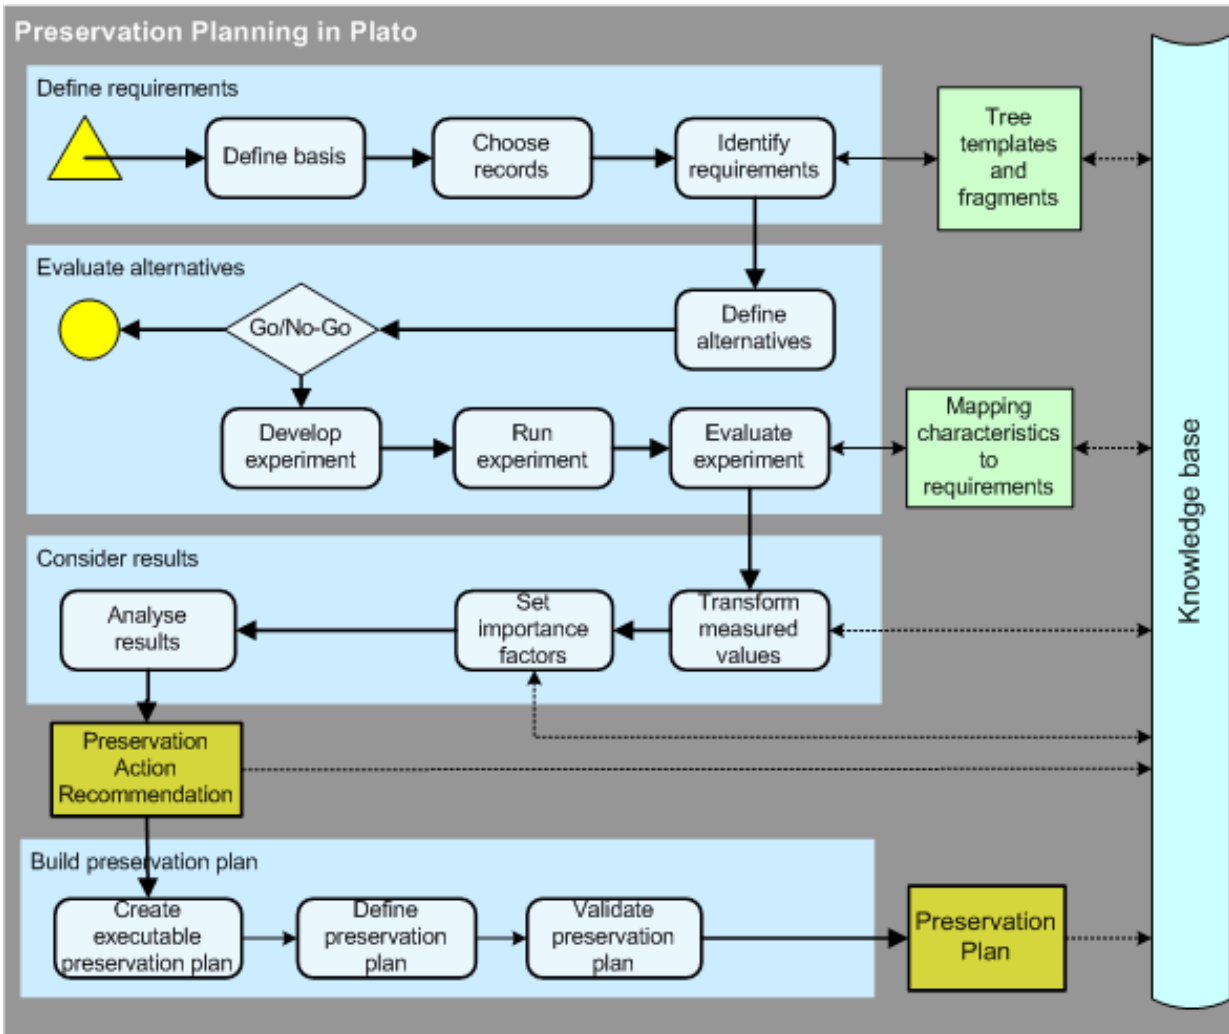 Preservation Planning in Plato
Define requirements
Define basis
Choose
records
Identify
requirements
Tree
templates
and
fragments
Evaluate alternatives
Go/No-Go
Define
alternatives
Develop
experiment
Run
experiment
Evaluate
experiment
Mapping
characteristics
to
requirements
Knowledge base
Consider results
Analyse
results
Set
importance
factors
Transform
measured
values
Preservation
Action
Recommendation
Build preservation plan
Create
executable
preservation plan
Define
preservation
plan
Validate
preservation
plan
Preservation
Plan